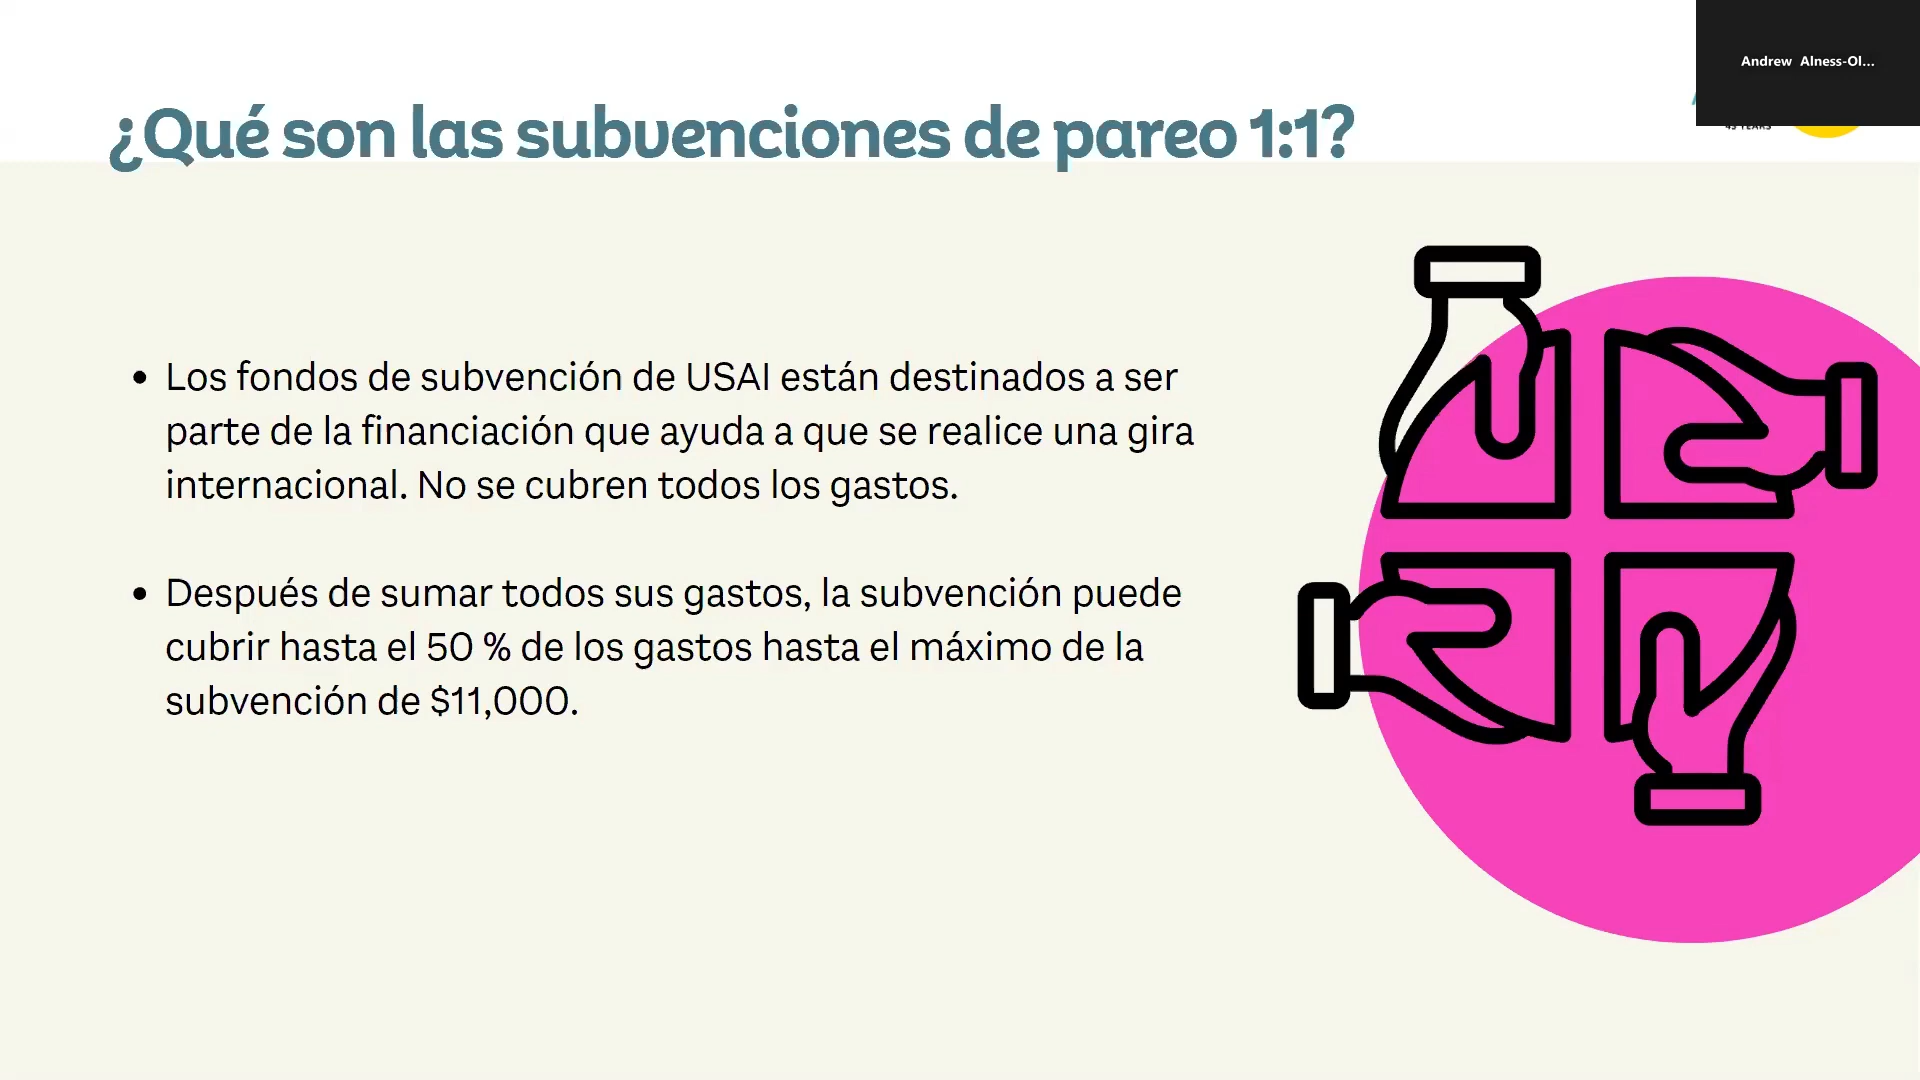 Andrew Alness-Ol...
45 YEARS
¿Qué son las subvenciones de pareo 1:1?
• Los fondos de subvención de USAI están destinados a ser
parte de la financiación que ayuda a que se realice una gira
internacional. No se cubren todos los gastos.
• Después de sumar todos sus gastos, la subvención puede
cubrir hasta el 50 % de los gastos hasta el máximo de la
subvención de $11,000.